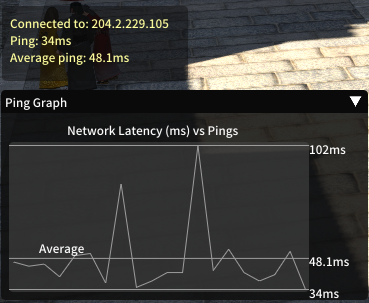 Connected to: 204.2.229.105
Ping: 34ms
Average ping: 48.1ms
Ping Graph
Network Latency (ms) vs Pings
102ms
Average
48.1ms
34ms